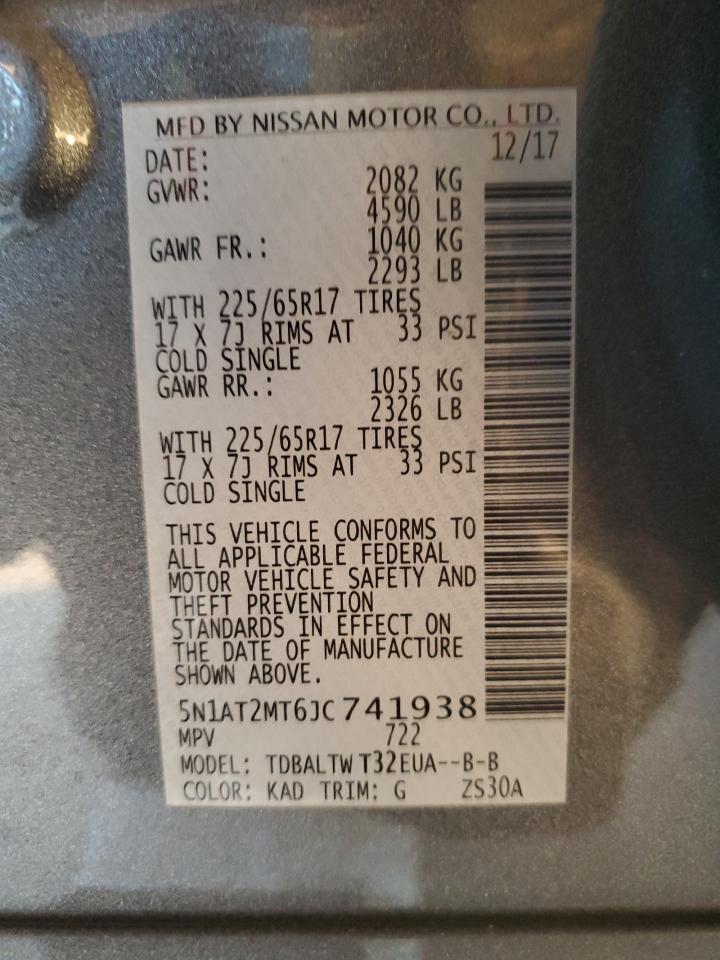 MFD BY NISSAN MOTOR CO., LTD.
DATE: 12/17
GVWR: 2082 KG
4590 LB
GAWR FR.: 1040 KG
2293 LB
WITH 225/65R17 TIRES
17 X 7J RIMS AT 33 PSI
COLD SINGLE
GAWR RR.: 1055 KG
2326 LB
WITH 225/65R17 TIRES
17 X 7J RIMS AT 33 PSI
COLD SINGLE
THIS VEHICLE CONFORMS TO
ALL APPLICABLE FEDERAL
MOTOR VEHICLE SAFETY AND
THEFT PREVENTION
STANDARDS IN EFFECT ON
THE DATE OF MANUFACTURE
SHOWN ABOVE.
5N1AT2MT6JC741938
MPV 722
MODEL: TDBALTW T32EUA--B-B
COLOR: KAD TRIM: G ZS30A